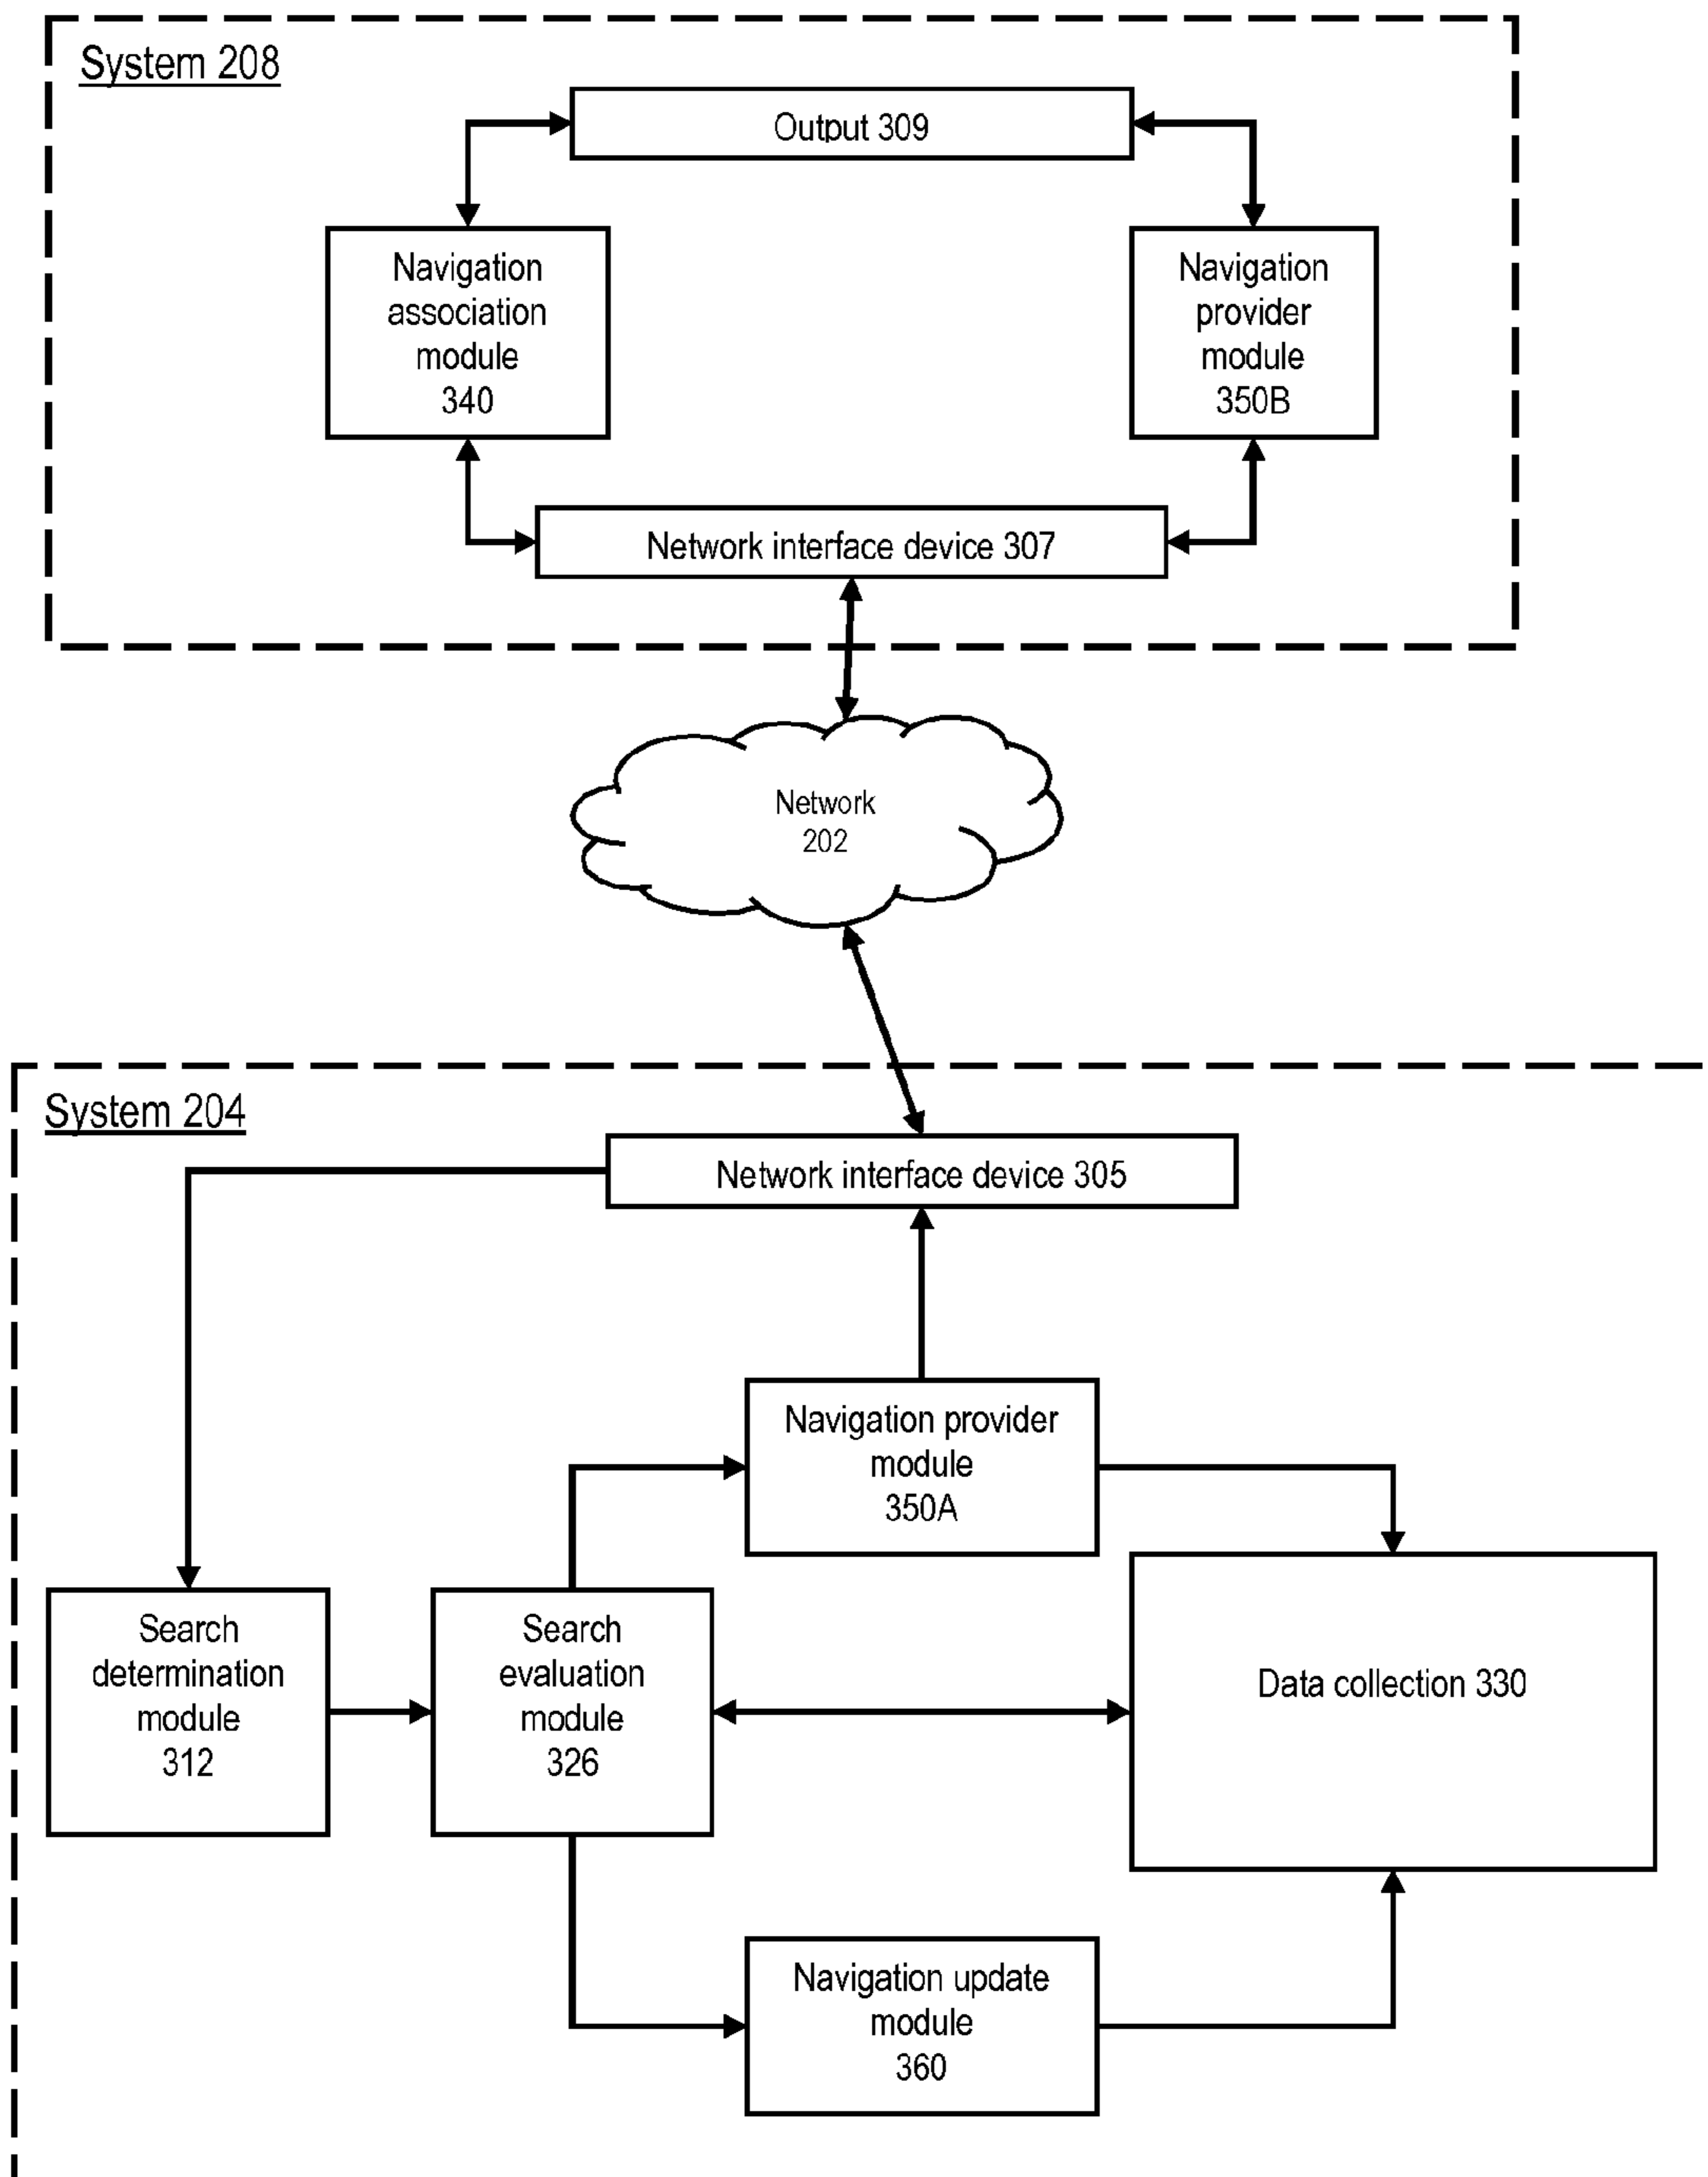 System 208
Output 309
Navigation
association
module
340
Navigation
provider
module
350B
Network interface device 307
Network
202
System 204
Network interface device 305
Navigation provider
module
350A
Search
determination
module
312
Search
evaluation
module
326
Data collection 330
Navigation update
module
360